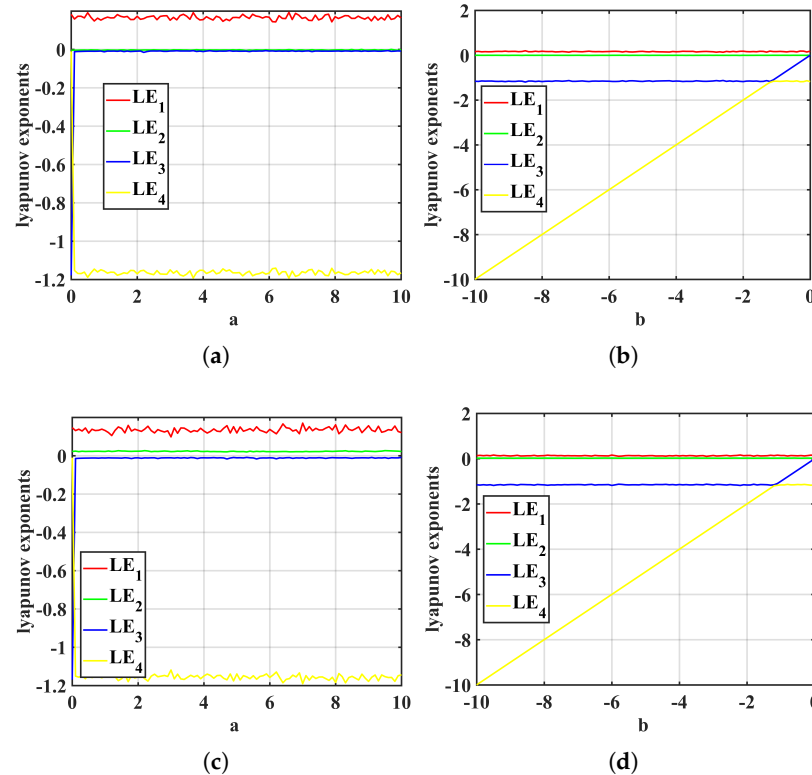 0
-0.2
-0.4
-0.6
-0.8
-1
-1.2
lyapunov exponents
LE1
LE2
LE3
LE4
0 2 4 6 8 10
a
(a)
2
0
-2
-4
-6
-8
-10
lyapunov exponents
LE1
LE2
LE3
LE4
-10 -8 -6 -4 -2 0
b
(b)
0
-0.2
-0.4
-0.6
-0.8
-1
-1.2
lyapunov exponents
LE1
LE2
LE3
LE4
0 2 4 6 8 10
a
(c)
2
0
-2
-4
-6
-8
-10
lyapunov exponents
LE1
LE2
LE3
LE4
-10 -8 -6 -4 -2 0
b
(d)